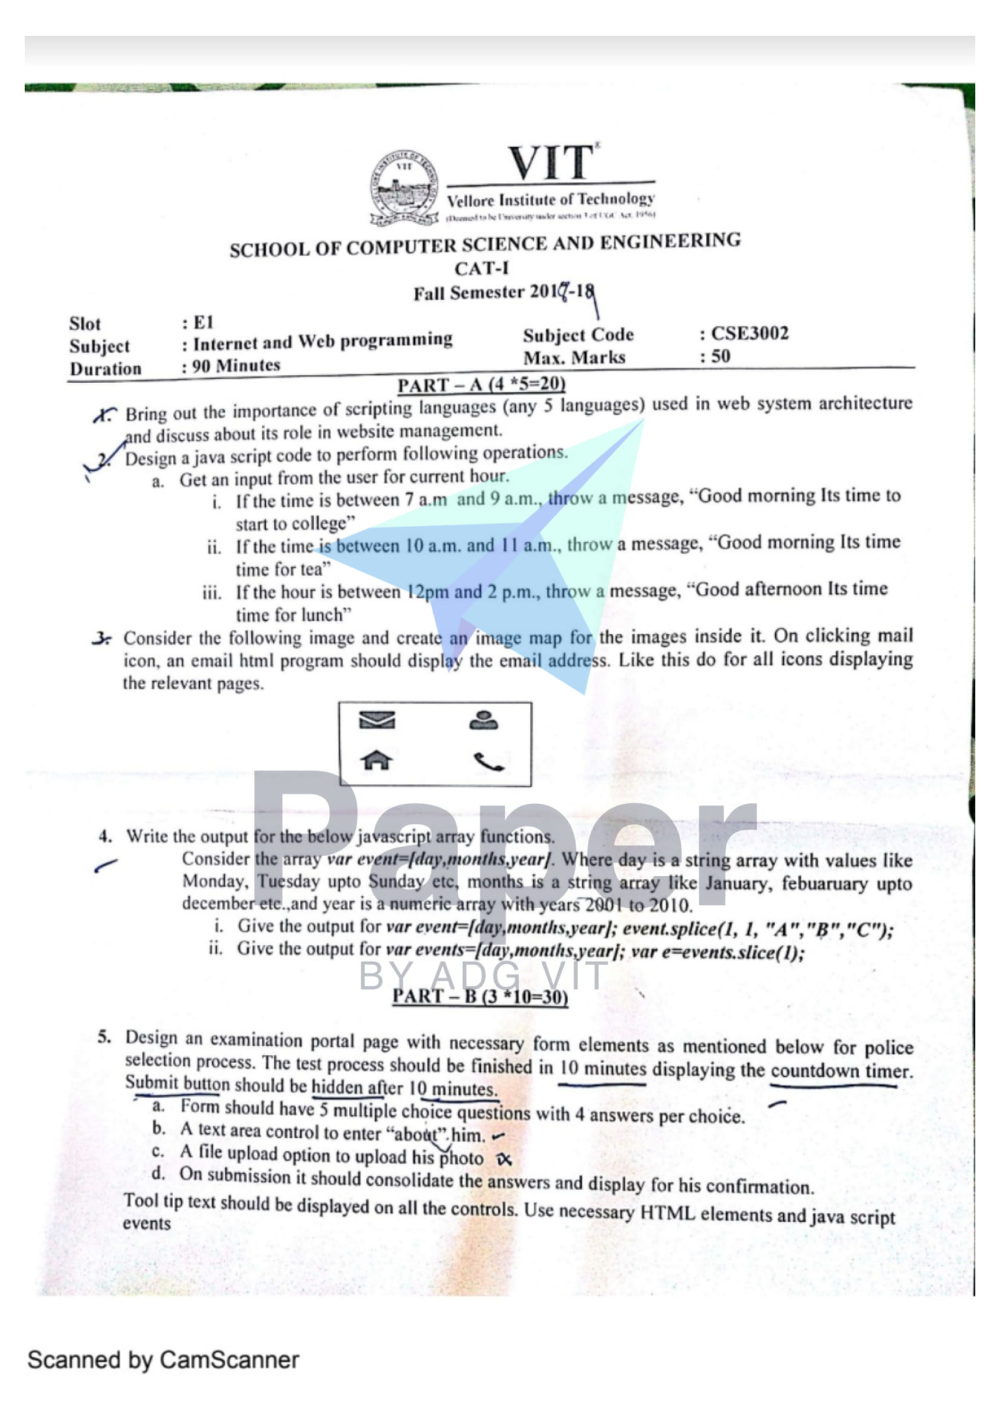 VIT
VIT®
Vellore Institute of Technology
(Deemed to be University under section 3 of UGC Act, 1956)
SCHOOL OF COMPUTER SCIENCE AND ENGINEERING
CAT-I
Fall Semester 2017-18
Slot : E1
Subject : Internet and Web programming Subject Code : CSE3002
Duration : 90 Minutes Max. Marks : 50
PART – A (4 *5=20)
1. Bring out the importance of scripting languages (any 5 languages) used in web system architecture
and discuss about its role in website management.
2. Design a java script code to perform following operations.
a. Get an input from the user for current hour.
i. If the time is between 7 a.m and 9 a.m., throw a message, “Good morning Its time to
start to college”
ii. If the time is between 10 a.m. and 11 a.m., throw a message, “Good morning Its time
time for tea”
iii. If the hour is between 12pm and 2 p.m., throw a message, “Good afternoon Its time
time for lunch”
3. Consider the following image and create an image map for the images inside it. On clicking mail
icon, an email html program should display the email address. Like this do for all icons displaying
the relevant pages.
Paper
4. Write the output for the below javascript array functions.
Consider the array var event=[day,months,year]. Where day is a string array with values like
Monday, Tuesday upto Sunday etc, months is a string array like January, febuaruary upto
december etc.,and year is a numeric array with years 2001 to 2010.
i. Give the output for var event=[day,months,year]; event.splice(1, 1, "A","B","C");
ii. Give the output for var events=[day,months,year]; var e=events.slice(1);
BY ADG VIT
PART – B (3 *10=30)
5. Design an examination portal page with necessary form elements as mentioned below for police
selection process. The test process should be finished in 10 minutes displaying the countdown timer.
Submit button should be hidden after 10 minutes.
a. Form should have 5 multiple choice questions with 4 answers per choice.
b. A text area control to enter “about” him.
c. A file upload option to upload his photo
d. On submission it should consolidate the answers and display for his confirmation.
Tool tip text should be displayed on all the controls. Use necessary HTML elements and java script
events
Scanned by CamScanner